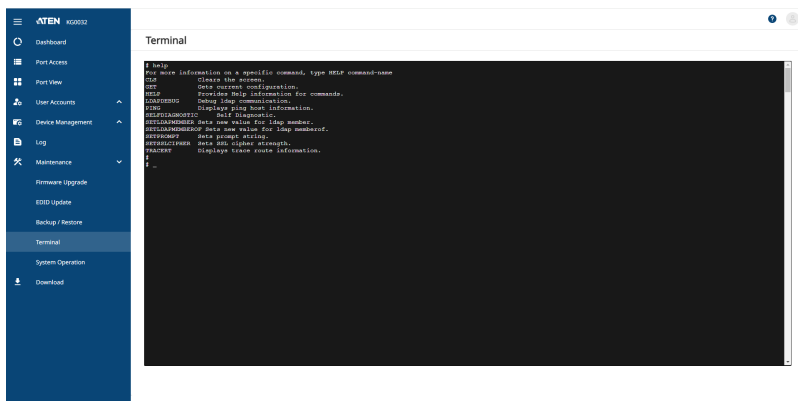 ATEN KG0032
Dashboard
Port Access
Port View
User Accounts
Device Management
Log
Maintenance
Firmware Upgrade
EDID Update
Backup / Restore
Terminal
System Operation
Download
?
Terminal
# help
For more information on a specific command, type HELP command-name
CLS Clears the screen.
GET Gets current configuration.
HELP Provides Help information for commands.
LDAPDEBUG Debug ldap communication.
PING Displays ping host information.
SELFDIAGNOSTIC Self Diagnostic.
SETLDAPMEMBER Sets new value for ldap member.
SETLDAPMEMBEROF Sets new value for ldap memberof.
SETPROMPT Sets prompt string.
SETSSLCIPHER Sets SSL cipher strength.
TRACERT Displays trace route information.
#
# _